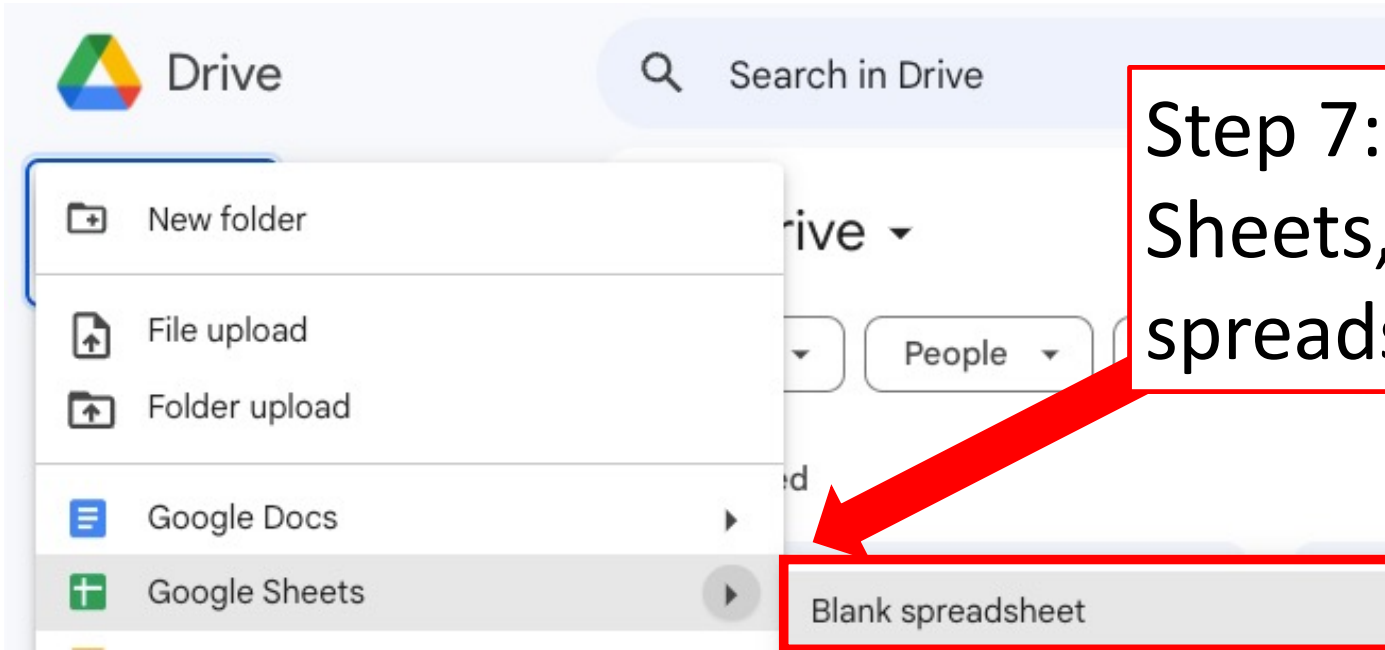 Drive
Search in Drive
Step 7:
Sheets,
New folder
rive
File upload
People
Folder upload
ed
Google Docs
Google Sheets
Blank spreadsheet